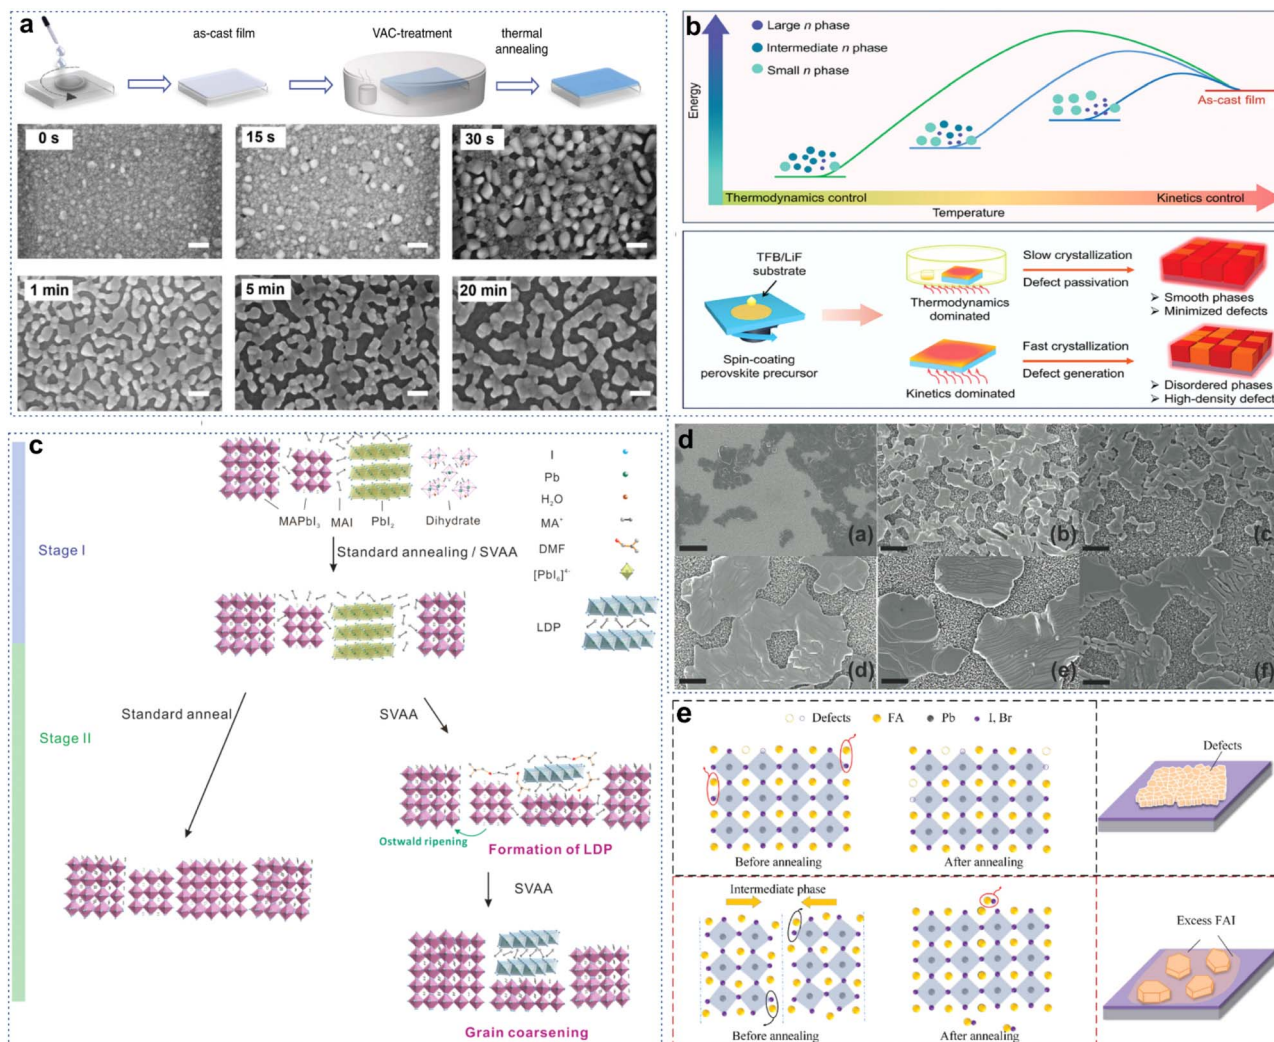 a
as-cast film
VAC-treatment
thermal
annealing
0 s
15 s
30 s
1 min
5 min
20 min
b
Energy
Large n phase
Intermediate n phase
Small n phase
As-cast film
Thermodynamics control
Kinetics control
Temperature
TFB/LiF
substrate
Spin-coating
perovskite precursor
Thermodynamics
dominated
Kinetics dominated
Slow crystallization
Defect passivation
Fast crystallization
Defect generation
➢ Smooth phases
➢ Minimized defects
➢ Disordered phases
➢ High-density defect
c
Stage I
Stage II
MAPbI₃
MAI
PbI₂
Dihydrate
Standard annealing / SVAA
I
Pb
H₂O
MA⁺
DMF
[PbI₆]⁴⁻
LDP
Standard anneal
SVAA
Ostwald ripening
Formation of LDP
SVAA
Grain coarsening
d
(a)
(b)
(c)
(d)
(e)
(f)
e
Defects
FA
Pb
I, Br
Before annealing
After annealing
Defects
Intermediate phase
Before annealing
After annealing
Excess FAI